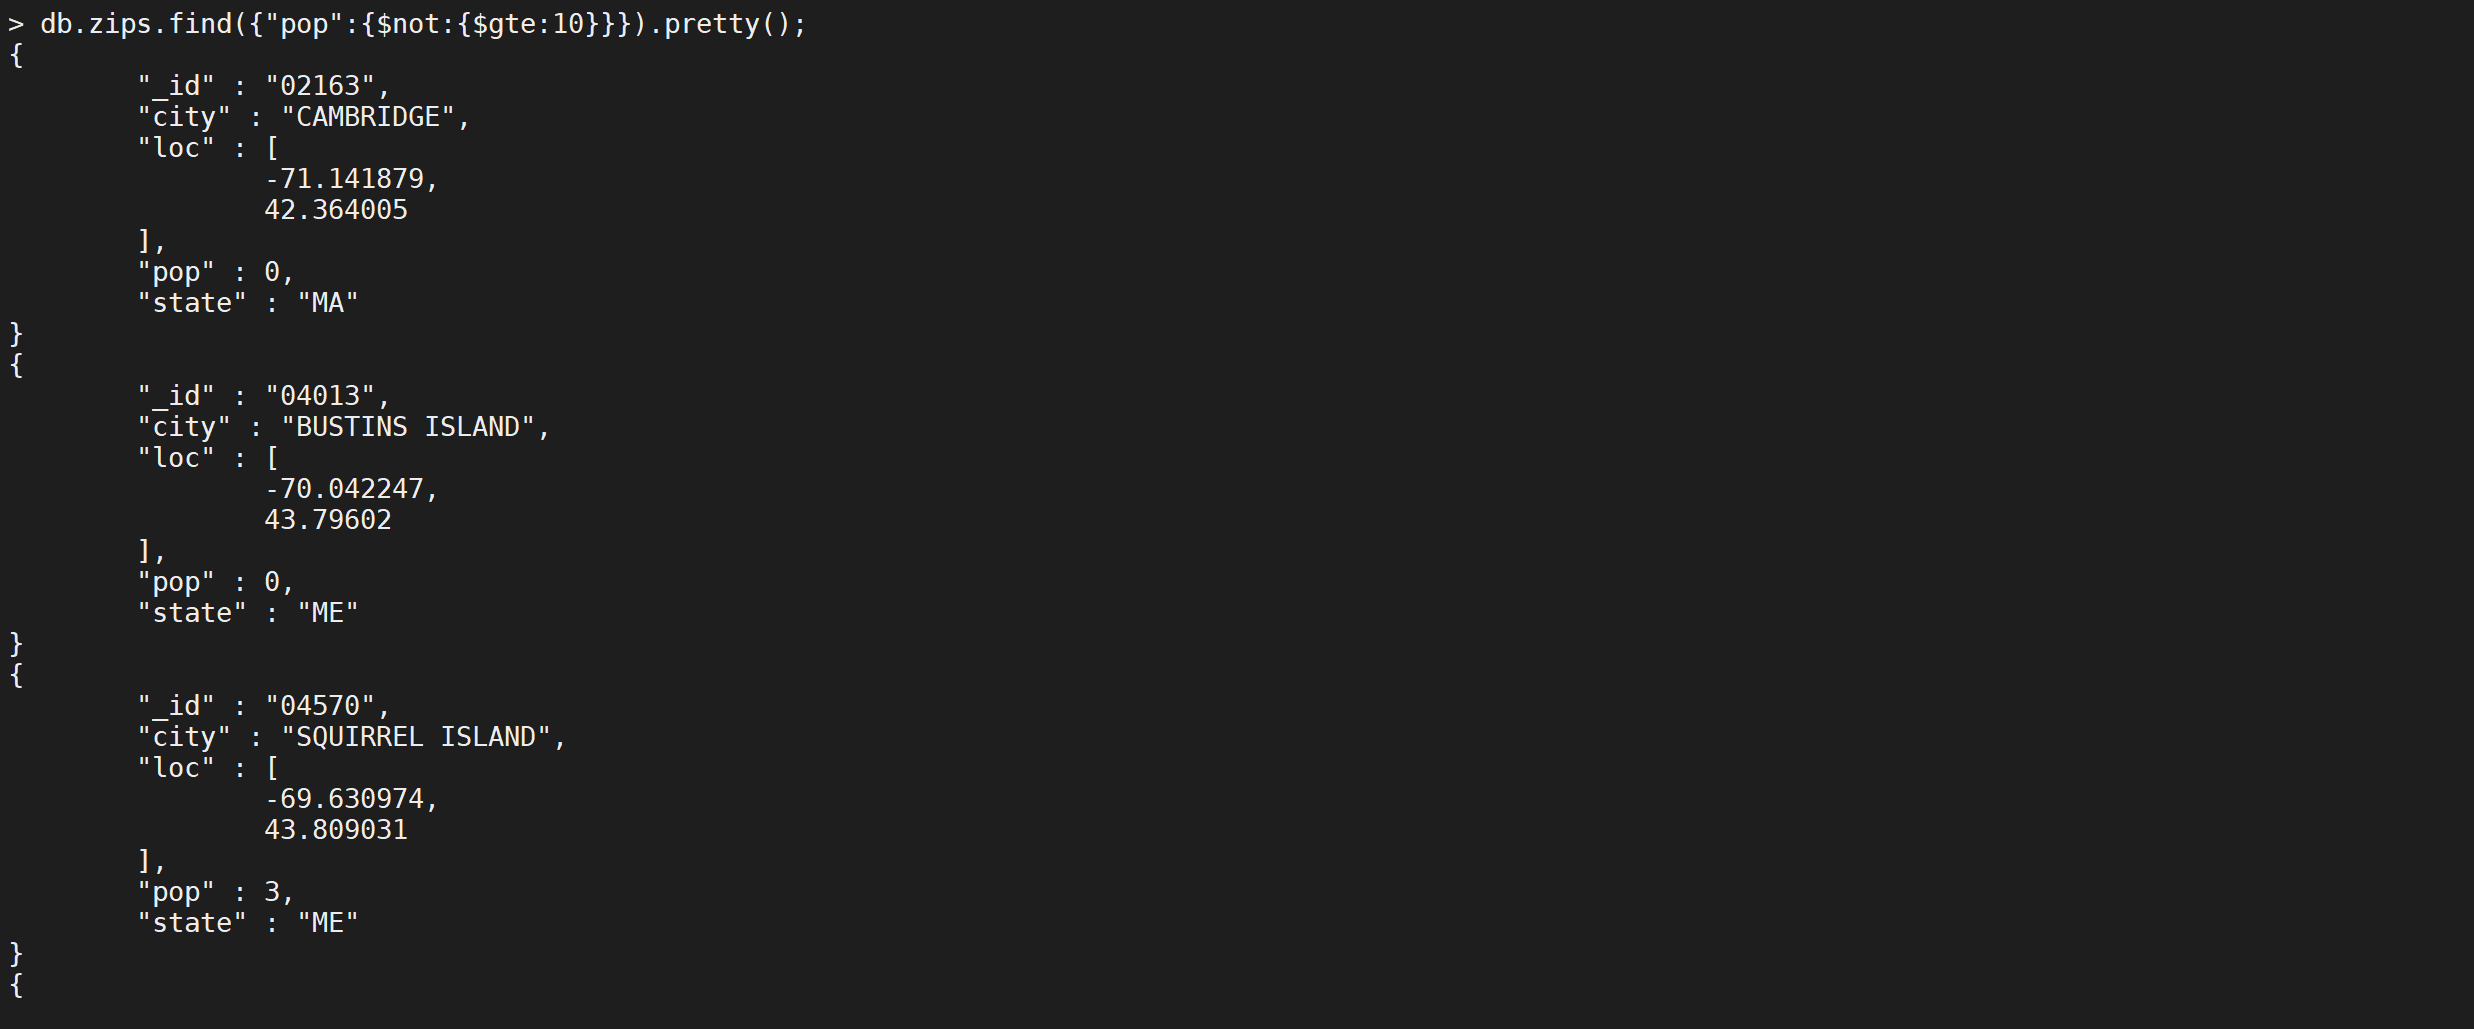 > db.zips.find({"pop":{$not:{$gte:10}}}).pretty();
{
        "_id" : "02163",
        "city" : "CAMBRIDGE",
        "loc" : [
                -71.141879,
                42.364005
        ],
        "pop" : 0,
        "state" : "MA"
}
{
        "_id" : "04013",
        "city" : "BUSTINS ISLAND",
        "loc" : [
                -70.042247,
                43.79602
        ],
        "pop" : 0,
        "state" : "ME"
}
{
        "_id" : "04570",
        "city" : "SQUIRREL ISLAND",
        "loc" : [
                -69.630974,
                43.809031
        ],
        "pop" : 3,
        "state" : "ME"
}
{